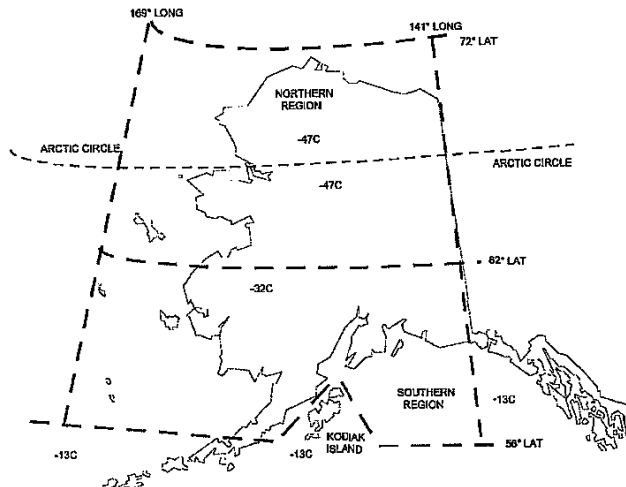 169° LONG
141° LONG
72° LAT
NORTHERN
REGION
-47C
ARCTIC CIRCLE
ARCTIC CIRCLE
-47C
62° LAT
-32C
SOUTHERN
REGION
-13C
KODIAK
ISLAND
56° LAT
-13C
-13C